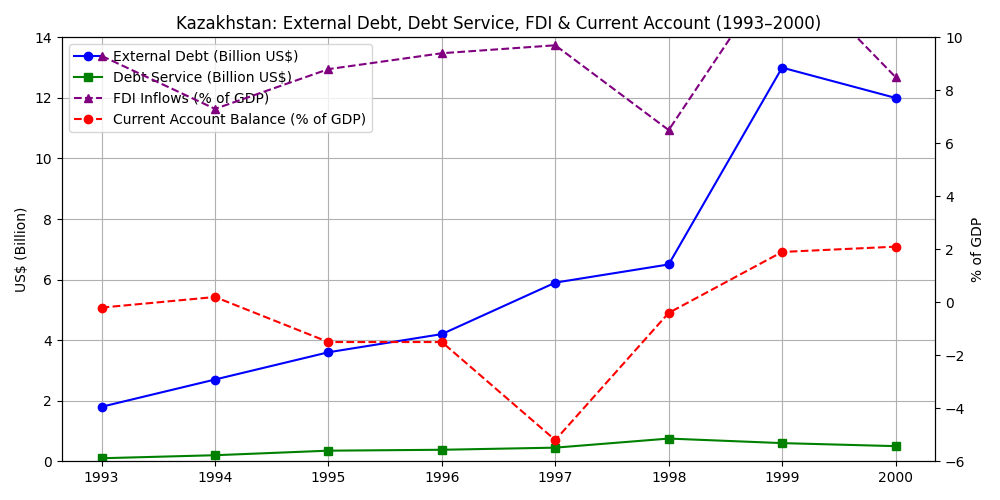 Kazakhstan: External Debt, Debt Service, FDI & Current Account (1993–2000)
External Debt (Billion US$)
Debt Service (Billion US$)
FDI Inflows (% of GDP)
Current Account Balance (% of GDP)
US$ (Billion)
14
12
10
8
6
4
2
0
% of GDP
10
8
6
4
2
0
−2
−4
−6
1993 1994 1995 1996 1997 1998 1999 2000